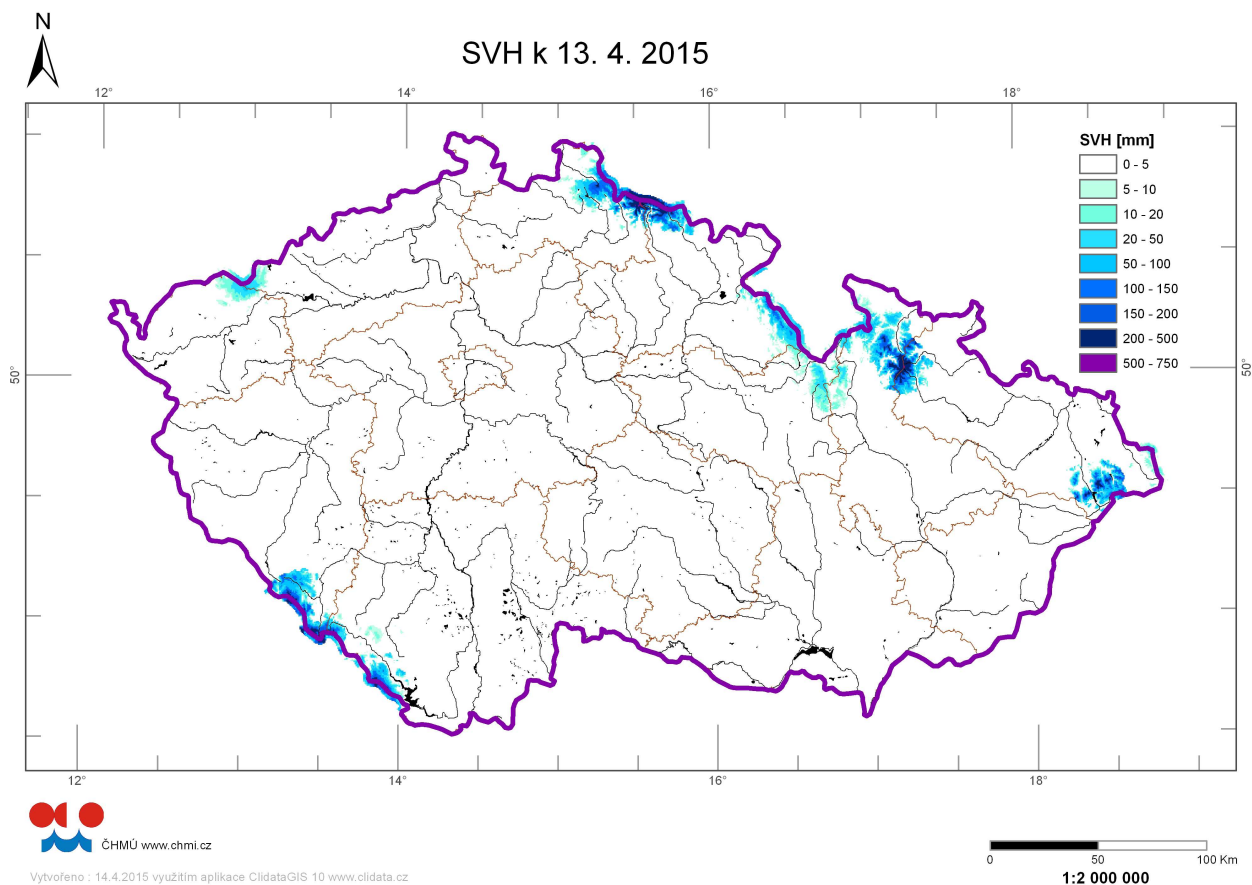 N
SVH k 13. 4. 2015
12° 14° 16° 18°
SVH [mm]
0 - 5
5 - 10
10 - 20
20 - 50
50 - 100
100 - 150
150 - 200
200 - 500
500 - 750
50° 50°
12° 14° 16° 18°
ČHMÚ www.chmi.cz
0 50 100 Km
1:2 000 000
Vytvořeno : 14.4.2015 využitím aplikace ClidataGIS 10 www.clidata.cz